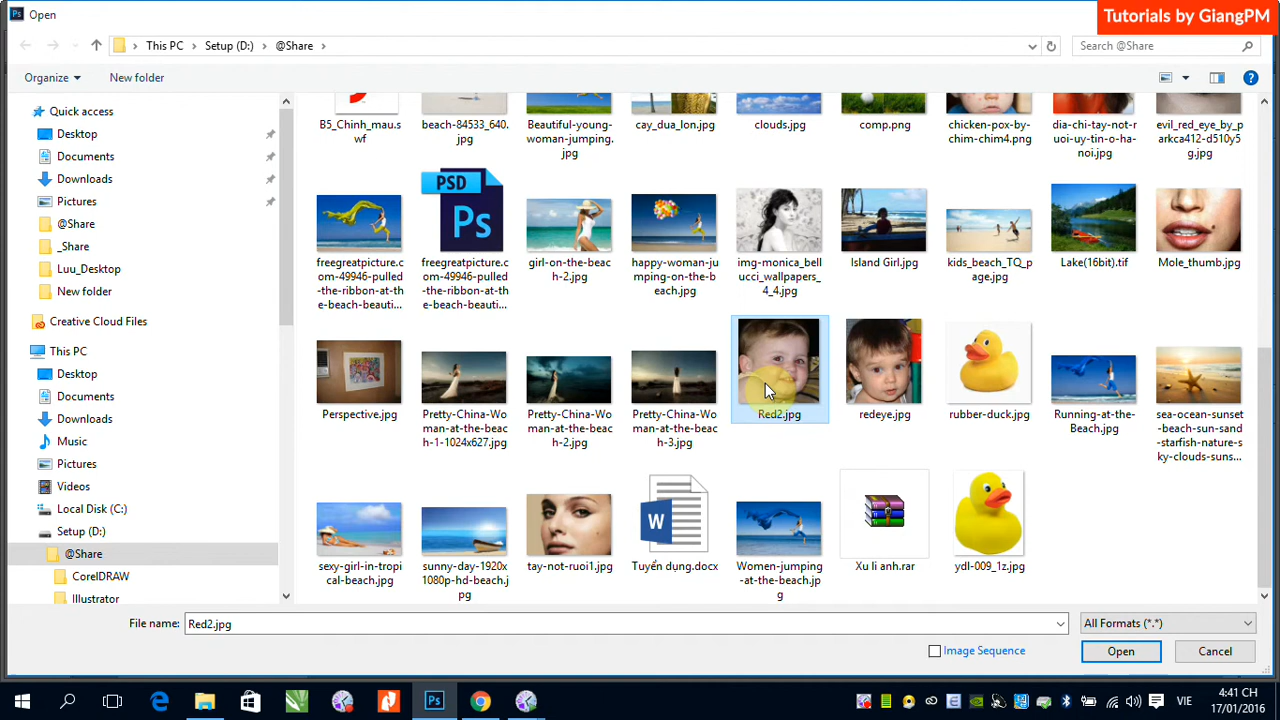 Open
Tutorials by GiangPM
This PC
Setup (D:)
@Share
Search @Share
Organize
New folder
Quick access
Desktop
Documents
Downloads
Pictures
@Share
_Share
Luu_Desktop
New folder
Creative Cloud Files
This PC
Desktop
Documents
Downloads
Music
Pictures
Videos
Local Disk (C:)
Setup (D:)
@Share
CorelDRAW
Illustrator
B5_Chinh_mau.s
wf
beach-84533_640.
jpg
Beautiful-young-
woman-jumping.
jpg
cay_dua_lon.jpg
clouds.jpg
comp.png
chicken-pox-by-
chim-chim4.png
dia-chi-tay-not-r
uoi-uy-tin-o-ha-
noi.jpg
evil_red_eye_by_p
arkca412-d510y5
g.jpg
freegreatpicture.c
om-49946-pulled
-the-ribbon-at-th
e-beach-beauti...
PSD
Ps
freegreatpicture.c
om-49946-pulled
-the-ribbon-at-th
e-beach-beauti...
girl-on-the-beac
h-2.jpg
happy-woman-ju
mping-on-the-b
each.jpg
img-monica_bell
ucci_wallpapers_
4_4.jpg
Island Girl.jpg
kids_beach_TQ_p
age.jpg
Lake(16bit).tif
Mole_thumb.jpg
Perspective.jpg
Pretty-China-Wo
man-at-the-beac
h-1-1024x627.jpg
Pretty-China-Wo
man-at-the-beac
h-2.jpg
Pretty-China-Wo
man-at-the-beac
h-3.jpg
Red2.jpg
redeye.jpg
rubber-duck.jpg
Running-at-the-
Beach.jpg
sea-ocean-sunset
-beach-sun-sand
-starfish-nature-s
ky-clouds-suns...
sexy-girl-in-tropi
cal-beach.jpg
sunny-day-1920x
1080p-hd-beach.j
pg
tay-not-ruoi1.jpg
W
Tuyển dụng.docx
Women-jumping
-at-the-beach.jp
g
Xu li anh.rar
ydl-009_1z.jpg
File name:
Red2.jpg
All Formats (*.*)
Image Sequence
Open
Cancel
Ps
VIE
4:41 CH
17/01/2016